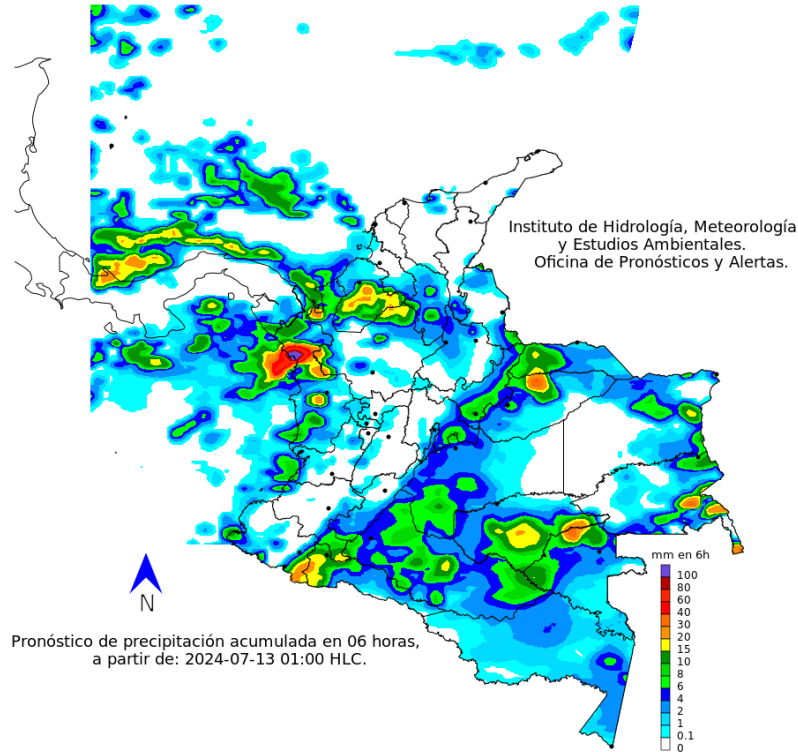 Instituto de Hidrología, Meteorología
y Estudios Ambientales.
Oficina de Pronósticos y Alertas.
mm en 6h
100
80
60
40
30
20
15
10
8
6
4
2
1
0.1
0
N
Pronóstico de precipitación acumulada en 06 horas,
a partir de: 2024-07-13 01:00 HLC.